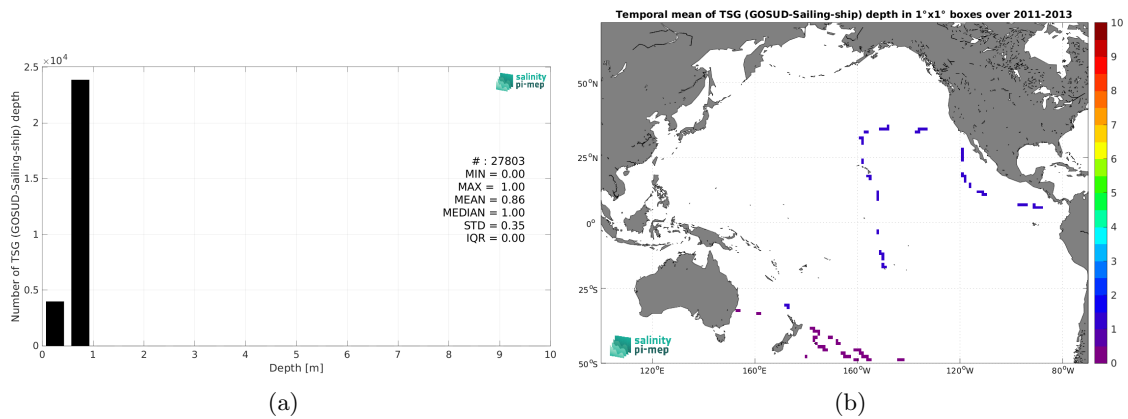 ×10⁴
2.5
2
1.5
1
0.5
0
Number of TSG (GOSUD-Sailing-ship) depth
salinity
pi-mep
# : 27803
MIN = 0.00
MAX = 1.00
MEAN = 0.86
MEDIAN = 1.00
STD = 0.35
IQR = 0.00
0 1 2 3 4 5 6 7 8 9 10
Depth [m]
(a)
Temporal mean of TSG (GOSUD-Sailing-ship) depth in 1°x1° boxes over 2011-2013
50°N
25°N
0°
25°S
50°S
120°E 160°E 160°W 120°W 80°W
salinity
pi-mep
10
9
8
7
6
5
4
3
2
1
0
(b)